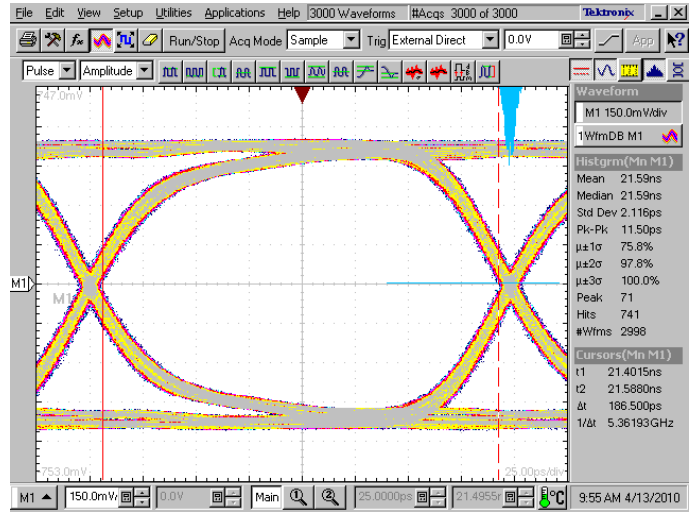 File Edit View Setup Utilities Applications Help 3000 Waveforms #Acqs 3000 of 3000 Tektronix
Run/Stop Acq Mode Sample Trig External Direct 0.0V App
Pulse Amplitude
747.0mV
M1
M1
753.0mV
25.00ps/div
Waveform
M1 150.0mV/div
1WfmDB M1
Histgrm(Mn M1)
Mean 21.59ns
Median 21.59ns
Std Dev 2.116ps
Pk-Pk 11.50ps
µ±1σ 75.8%
µ±2σ 97.8%
µ±3σ 100.0%
Peak 71
Hits 741
#Wfms 2998
Cursors(Mn M1)
t1 21.4015ns
t2 21.5880ns
Δt 186.500ps
1/Δt 5.36193GHz
M1 150.0mV/ 0.0V Main 25.0000ps 21.4955r °C 9:55 AM 4/13/2010